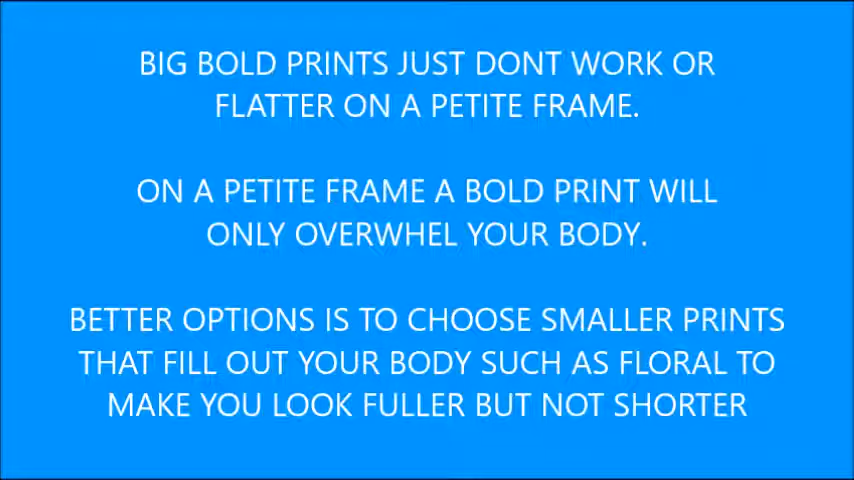 BIG BOLD PRINTS JUST DONT WORK OR
FLATTER ON A PETITE FRAME.
ON A PETITE FRAME A BOLD PRINT WILL
ONLY OVERWHEL YOUR BODY.
BETTER OPTIONS IS TO CHOOSE SMALLER PRINTS
THAT FILL OUT YOUR BODY SUCH AS FLORAL TO
MAKE YOU LOOK FULLER BUT NOT SHORTER